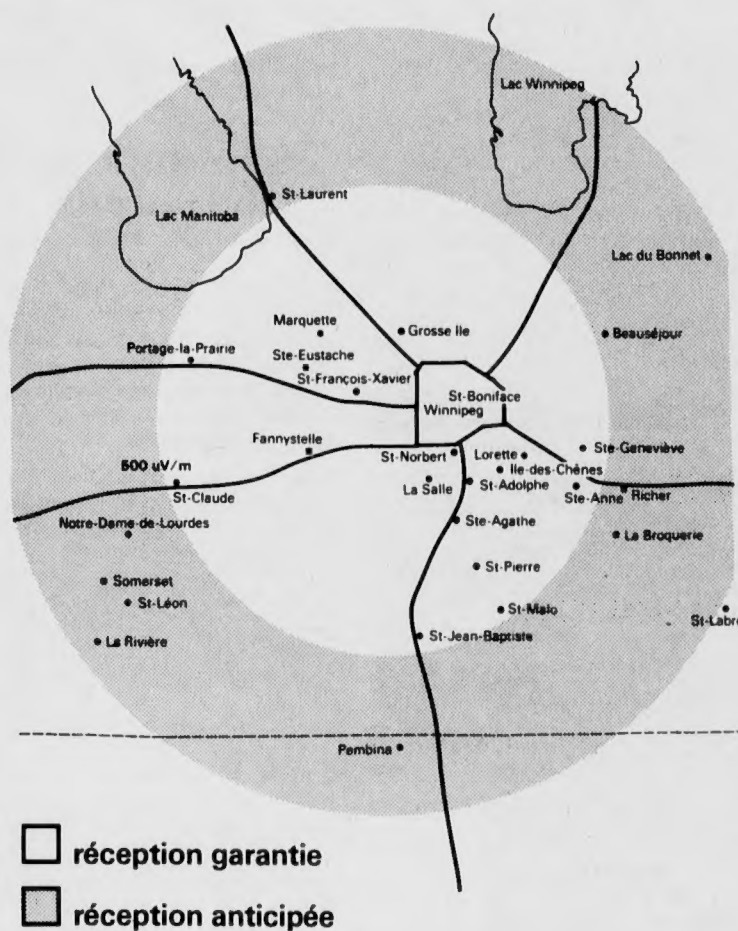 Lac Winnipeg
St-Laurent
Lac Manitoba
Lac du Bonnet
Marquette
Grosse Ile
Beauséjour
Portage-la-Prairie
Ste-Eustache
St-François-Xavier
St-Boniface
Winnipeg
Fannystelle
St-Norbert
Lorette
Ste-Geneviève
500 uV/m
Ile-des-Chênes
St-Claude
La Salle
St-Adolphe
Ste-Anne
Richer
Notre-Dame-de-Lourdes
Ste-Agathe
La Broquerie
St-Pierre
Somerset
St-Léon
St-Malo
St-Labre
La Rivière
St-Jean-Baptiste
Pembina
réception garantie
réception anticipée